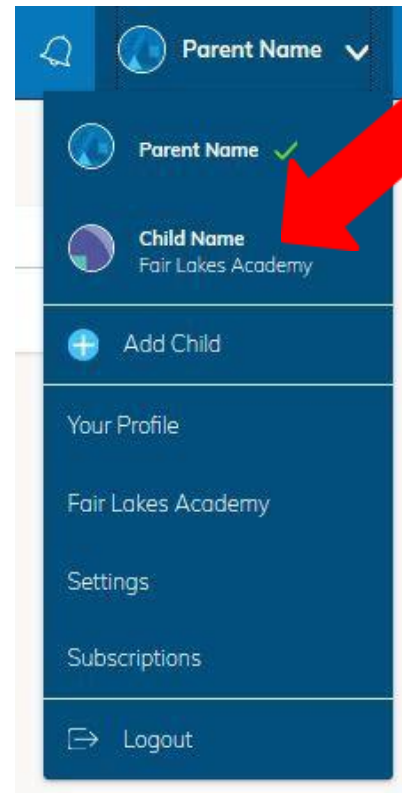 Parent Name
Parent Name
Child Name
Fair Lakes Academy
Add Child
Your Profile
Fair Lakes Academy
Settings
Subscriptions
Logout